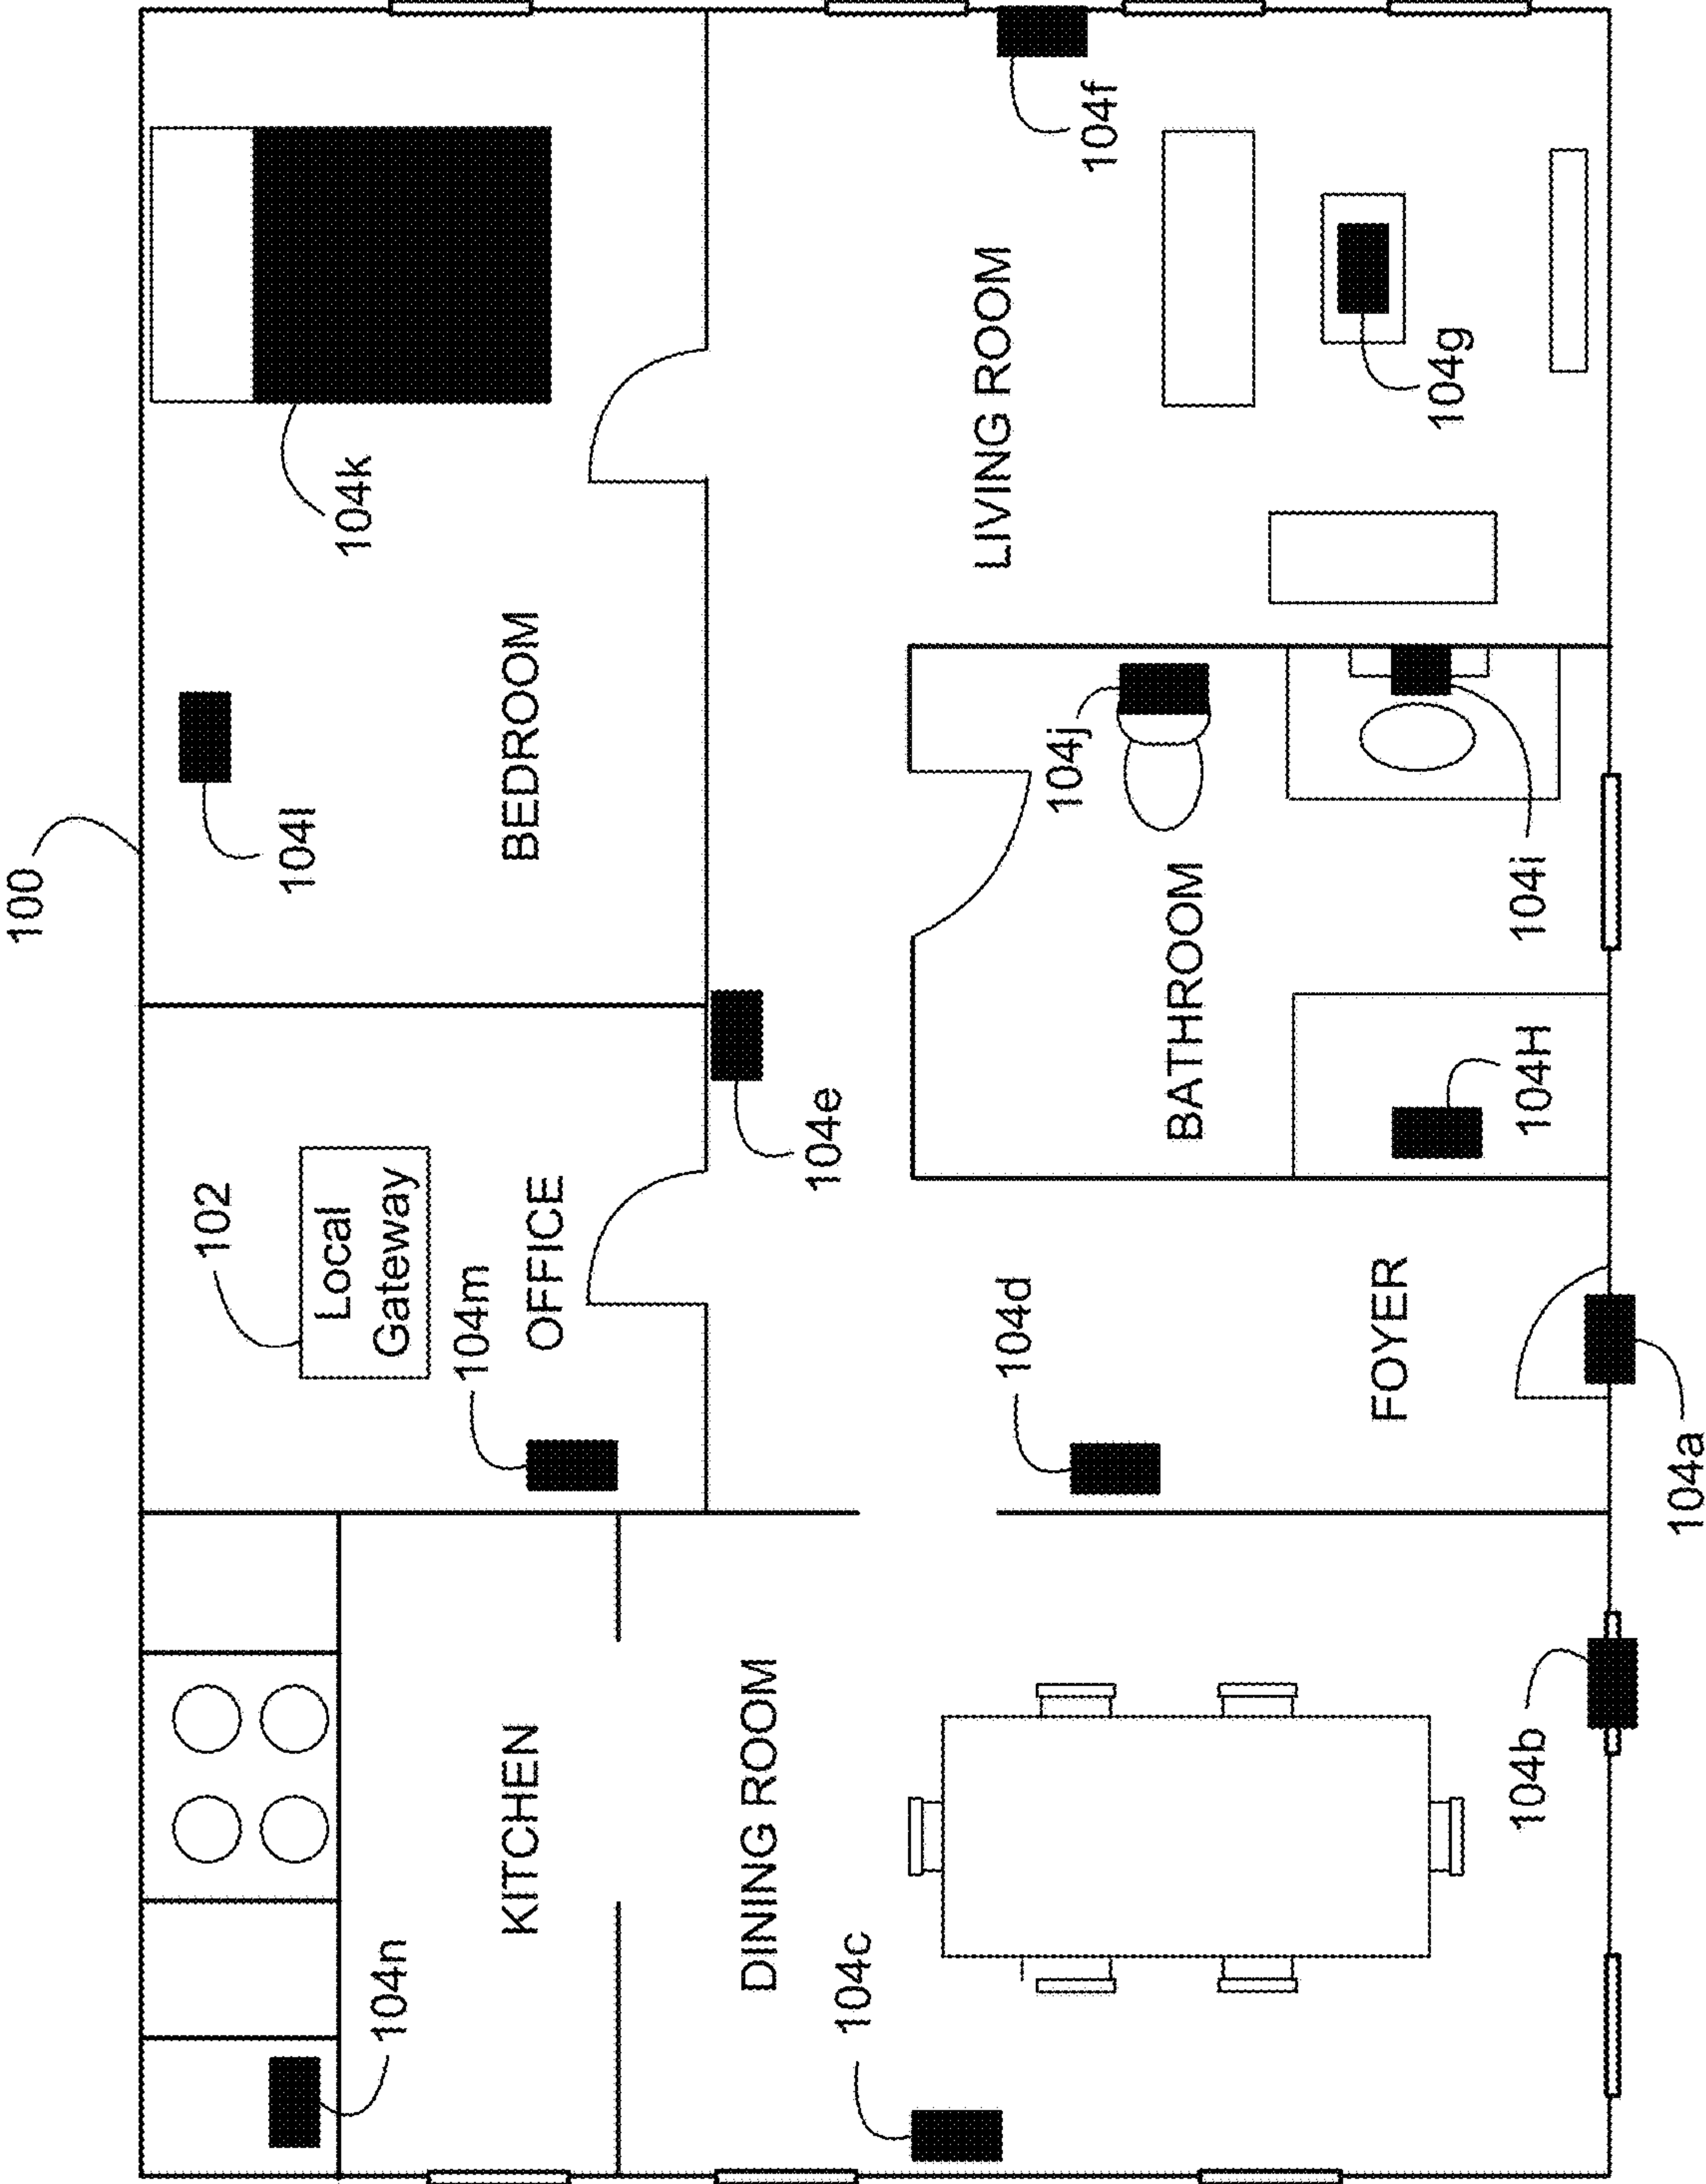 100
102
104l
Local
Gateway
104k
104n
104m
KITCHEN
OFFICE
BEDROOM
DINING ROOM
104e
104c
LIVING ROOM
104d
104j
104f
BATHROOM
FOYER
104g
104b
104H
104i
104a